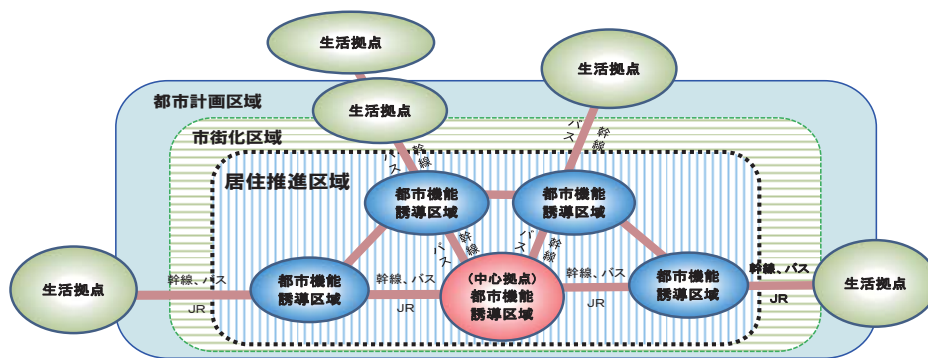 生活拠点
生活拠点
都市計画区域
生活拠点
市街化区域
バス
幹線
バス
幹線
居住推進区域
都市機能
誘導区域
都市機能
誘導区域
バス
幹線
バス
幹線
生活拠点
幹線、バス
JR
都市機能
誘導区域
幹線、バス
JR
(中心拠点)
都市機能
誘導区域
幹線、バス
JR
都市機能
誘導区域
幹線、バス
JR
生活拠点